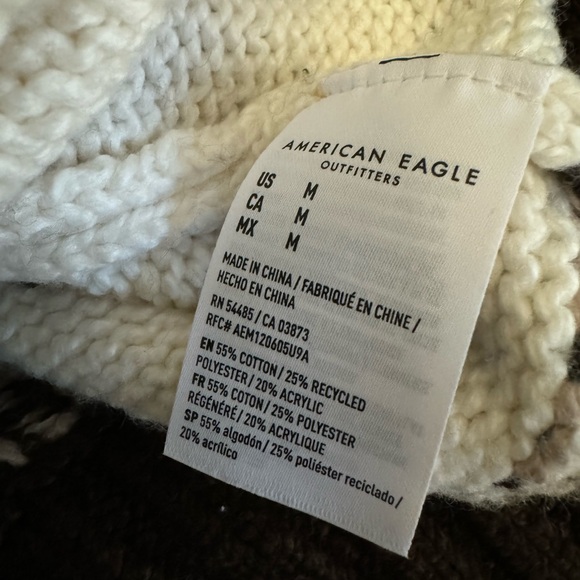 AMERICAN EAGLE
OUTFITTERS
US M
CA M
MX M
MADE IN CHINA / FABRIQUÉ EN CHINE /
HECHO EN CHINA
RN 54485 / CA 03873
RFC# AEM120605U9A
EN 55% COTTON / 25% RECYCLED
POLYESTER / 20% ACRYLIC
FR 55% COTON / 25% POLYESTER
RÉGÉNÉRÉ / 20% ACRYLIQUE
SP 55% algodón / 25% poliéster reciclado /
20% acrílico